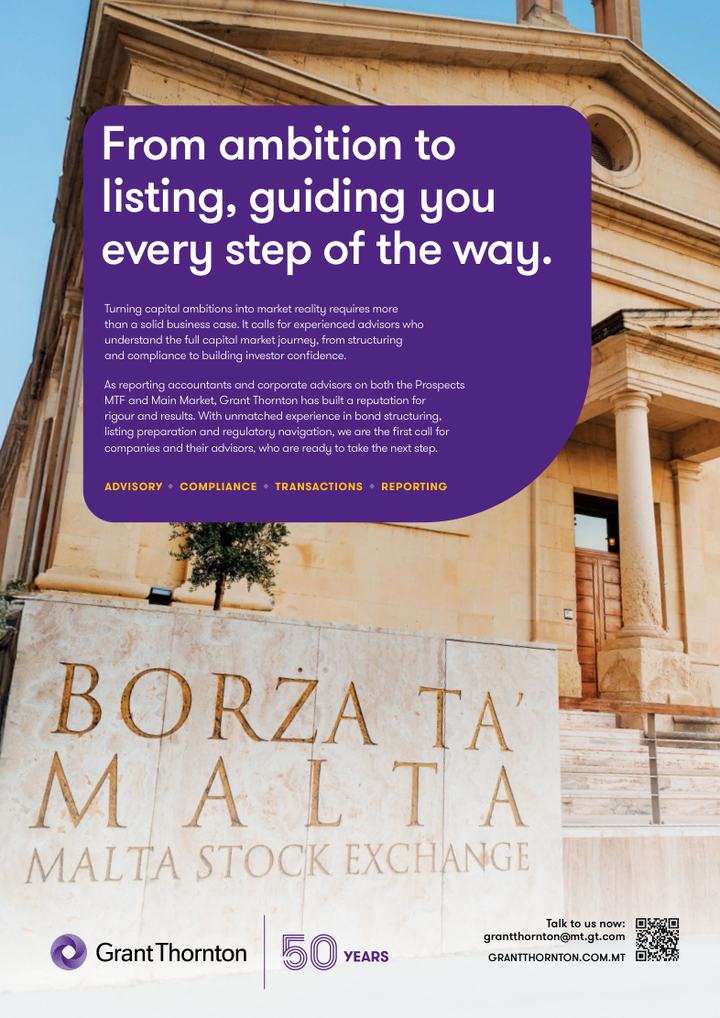 From ambition to
listing, guiding you
every step of the way.
Turning capital ambitions into market reality requires more
than a solid business case. It calls for experienced advisors who
understand the full capital market journey, from structuring
and compliance to building investor confidence.
As reporting accountants and corporate advisors on both the Prospects
MTF and Main Market, Grant Thornton has built a reputation for
rigour and results. With unmatched experience in bond structuring,
listing preparation and regulatory navigation, we are the first call for
companies and their advisors, who are ready to take the next step.
ADVISORY • COMPLIANCE • TRANSACTIONS • REPORTING
BORŻA TA'
MALTA
MALTA STOCK EXCHANGE
Grant Thornton
50 YEARS
Talk to us now:
grantthornton@mt.gt.com
GRANTTHORNTON.COM.MT